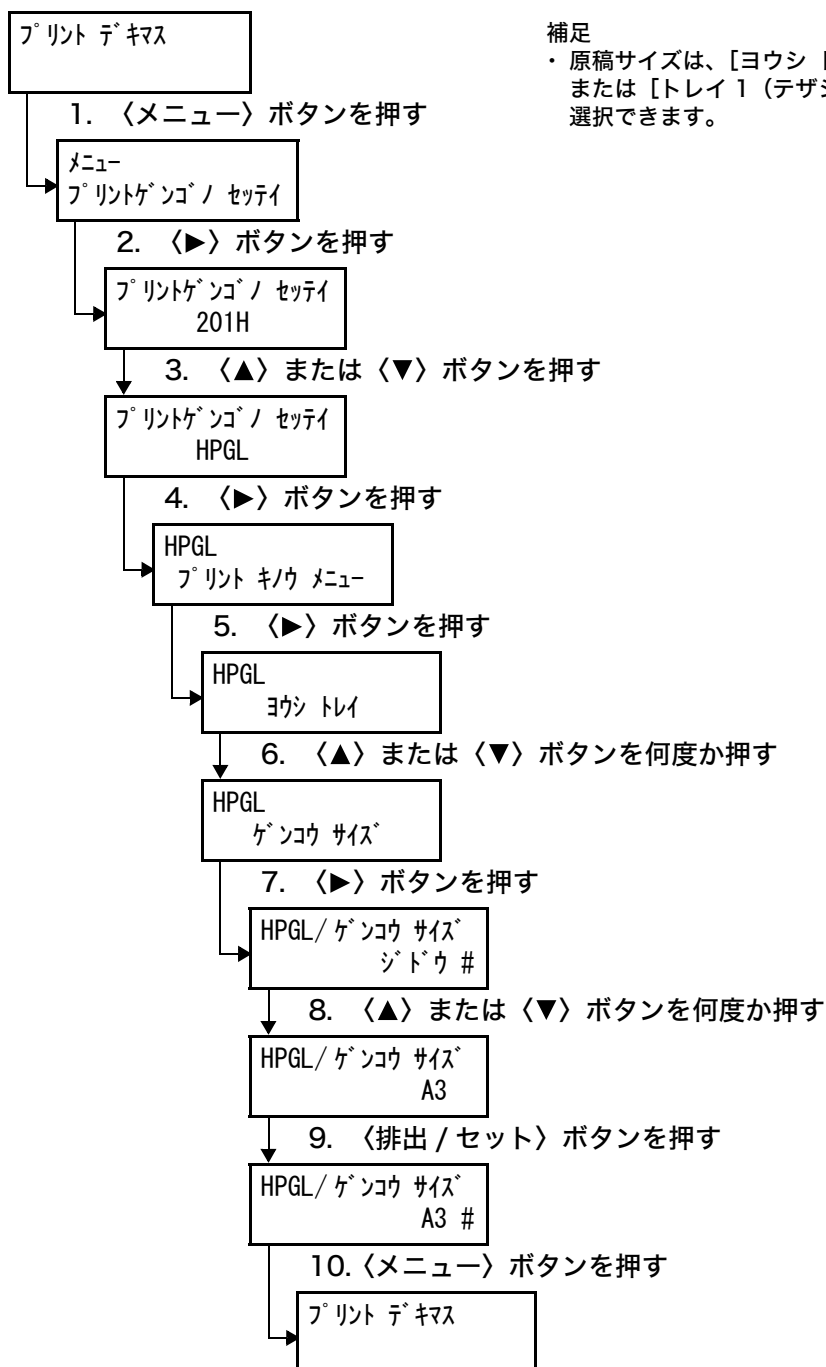 ﾌﾟﾘﾝﾄ ﾃﾞｷﾏｽ
補足
・ 原稿サイズは、［ヨウシ
または［トレイ 1（テザ
選択できます。
1. 〈メニュー〉ボタンを押す
ﾒﾆｭｰ
ﾌﾟﾘﾝﾄｹﾞﾝｺﾞﾉ ｾｯﾃｲ
2. 〈▶〉ボタンを押す
ﾌﾟﾘﾝﾄｹﾞﾝｺﾞﾉ ｾｯﾃｲ
201H
3. 〈▲〉または〈▼〉ボタンを押す
ﾌﾟﾘﾝﾄｹﾞﾝｺﾞﾉ ｾｯﾃｲ
HPGL
4. 〈▶〉ボタンを押す
HPGL
ﾌﾟﾘﾝﾄ ｷﾉｳ ﾒﾆｭｰ
5. 〈▶〉ボタンを押す
HPGL
ﾖｳｼ ﾄﾚｲ
6. 〈▲〉または〈▼〉ボタンを何度か押す
HPGL
ｹﾞﾝｺｳ ｻｲｽﾞ
7. 〈▶〉ボタンを押す
HPGL/ｹﾞﾝｺｳ ｻｲｽﾞ
ｼﾞﾄﾞｳ #
8. 〈▲〉または〈▼〉ボタンを何度か押す
HPGL/ｹﾞﾝｺｳ ｻｲｽﾞ
A3
9. 〈排出 / セット〉ボタンを押す
HPGL/ｹﾞﾝｺｳ ｻｲｽﾞ
A3 #
10.〈メニュー〉ボタンを押す
ﾌﾟﾘﾝﾄ ﾃﾞｷﾏｽ